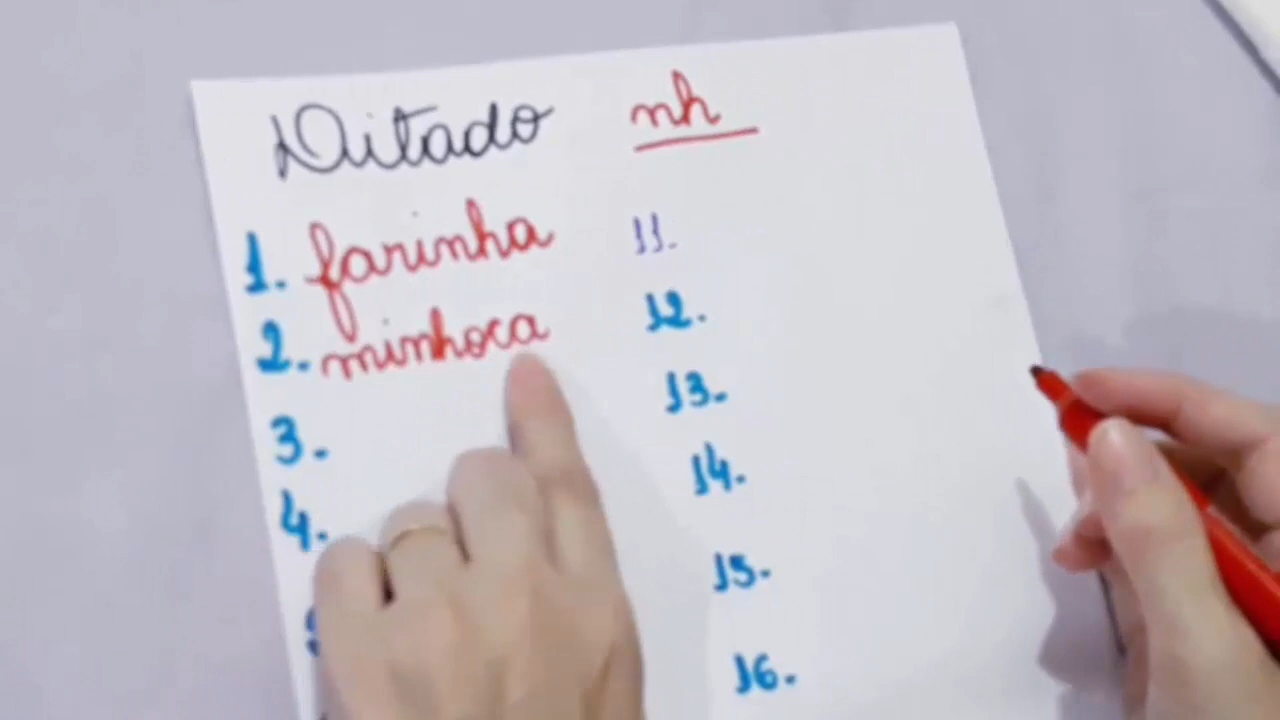 Ditado nh
1. farinha
2. minhoca
3.
4.
11.
12.
13.
14.
15.
16.